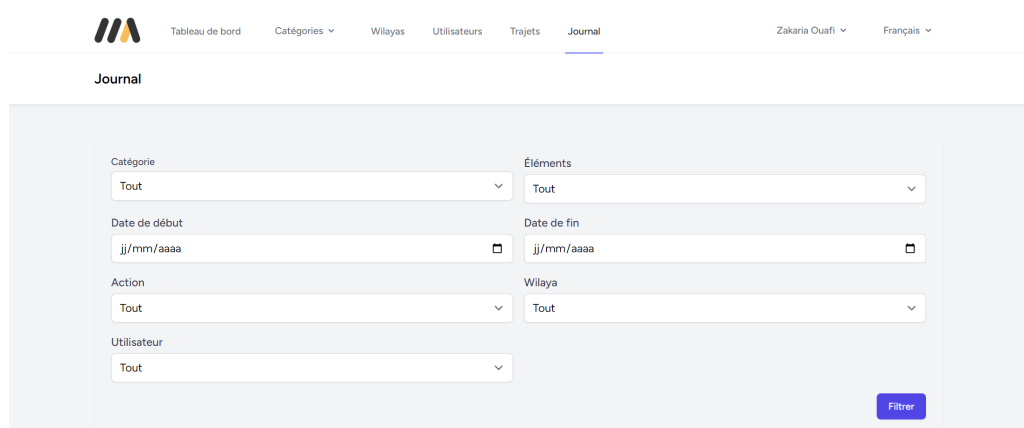 Tableau de bord Catégories Wilayas Utilisateurs Trajets Journal Zakaria Ouafi Français
Journal
Catégorie Éléments
Tout Tout
Date de début Date de fin
jj/mm/aaaa jj/mm/aaaa
Action Wilaya
Tout Tout
Utilisateur
Tout
Filtrer